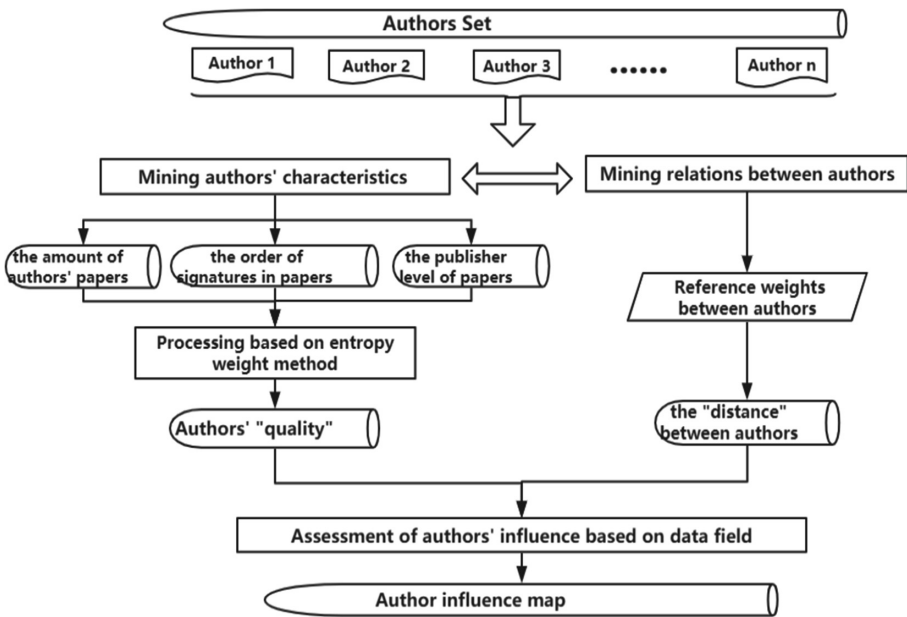 Authors Set
Author 1
Author 2
Author 3
......
Author n
Mining authors' characteristics
Mining relations between authors
the amount of
authors' papers
the order of
signatures in papers
the publisher
level of papers
Reference weights
between authors
Processing based on entropy
weight method
Authors' "quality"
the "distance"
between authors
Assessment of authors' influence based on data field
Author influence map